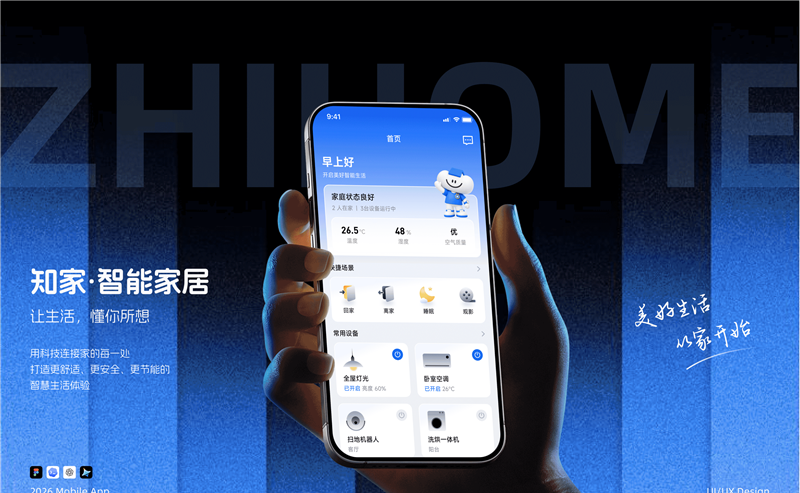 ZHIHOME
9:41
首页
早上好
开启美好智能生活
家庭状态良好
2 人在家 | 3台设备运行中
26.5°C
温度
48%
湿度
优
空气质量
快捷场景
回家
离家
睡眠
观影
常用设备
全屋灯光
已开启 亮度 60%
卧室空调
已开启 26°C
扫地机器人
客厅
洗烘一体机
阳台
知家·智能家居
让生活，懂你所想
用科技连接家的每一处
打造更舒适、更安全、更节能的
智慧生活体验
美好生活
从家开始
2026 Mobile App
UI/UX Design